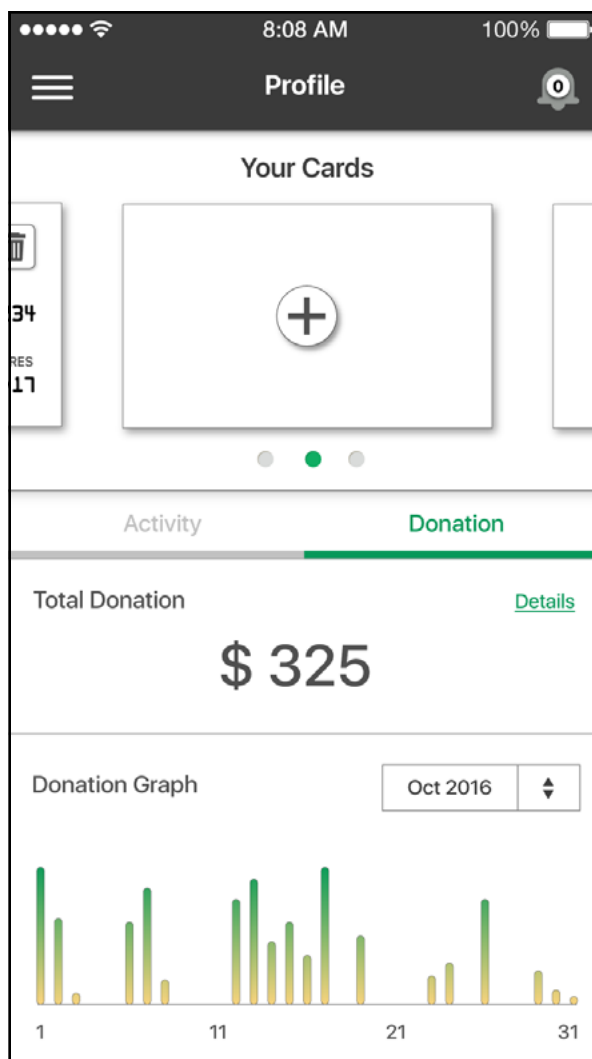 8:08 AM 100%
Profile
0
Your Cards
34
RES
17
Activity Donation
Total Donation Details
$ 325
Donation Graph Oct 2016
1 11 21 31